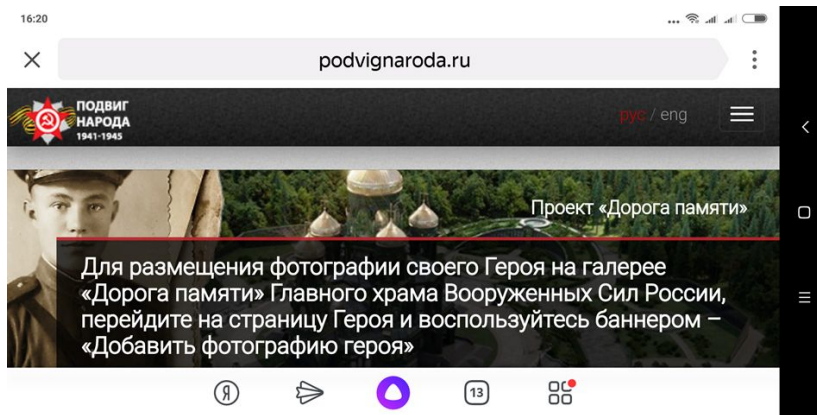 16:20
podvignaroda.ru
ПОДВИГ
НАРОДА
1941-1945
рус / eng
Проект «Дорога памяти»
Для размещения фотографии своего Героя на галерее
«Дорога памяти» Главного храма Вооруженных Сил России,
перейдите на страницу Героя и воспользуйтесь баннером –
«Добавить фотографию героя»
Я
13